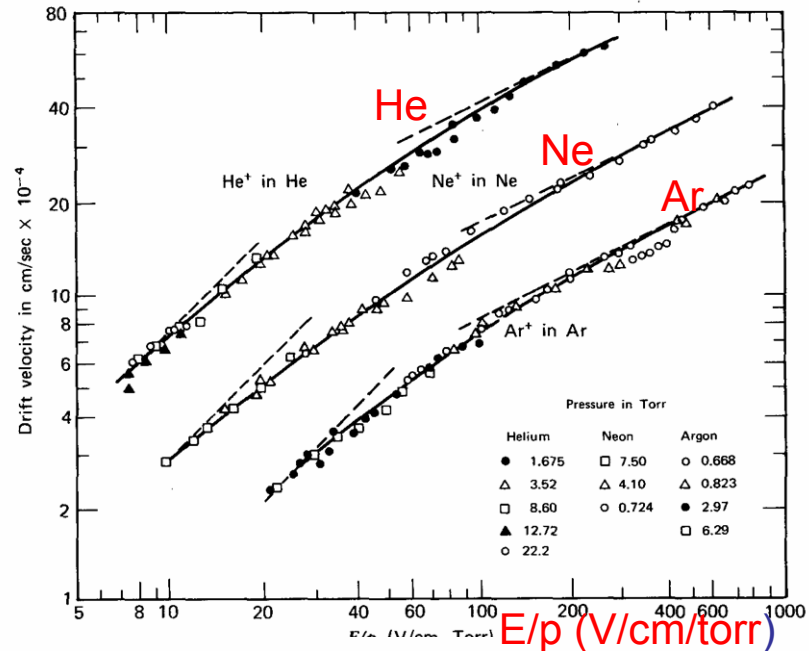 80
40
20
10
8
6
4
2
1
Drift velocity in cm/sec × 10⁻⁴
He
Ne
Ar
He⁺ in He
Ne⁺ in Ne
Ar⁺ in Ar
Pressure in Torr
Helium Neon Argon
● 1.675 □ 7.50 ○ 0.668
△ 3.52 △ 4.10 △ 0.823
□ 8.60 ○ 0.724 ● 2.97
▲ 12.72 □ 6.29
○ 22.2
5 8 10 20 40 60 80 100 200 400 600 1000
(V/cm Torr) E/p (V/cm/torr)